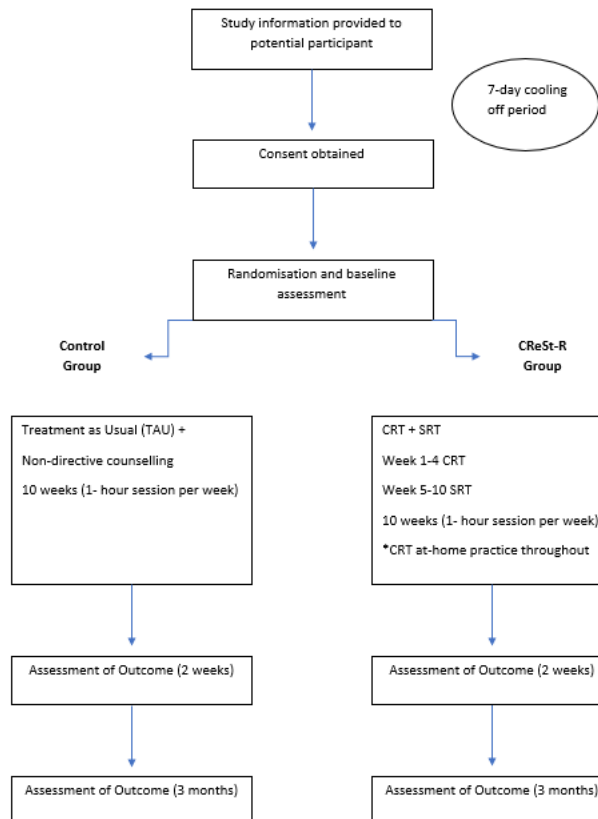 Study information provided to
potential participant
7-day cooling
off period
Consent obtained
Randomisation and baseline
assessment
Control
Group
CReSt-R
Group
Treatment as Usual (TAU) +
Non-directive counselling
10 weeks (1- hour session per week)
CRT + SRT
Week 1-4 CRT
Week 5-10 SRT
10 weeks (1- hour session per week)
*CRT at-home practice throughout
Assessment of Outcome (2 weeks)
Assessment of Outcome (2 weeks)
Assessment of Outcome (3 months)
Assessment of Outcome (3 months)